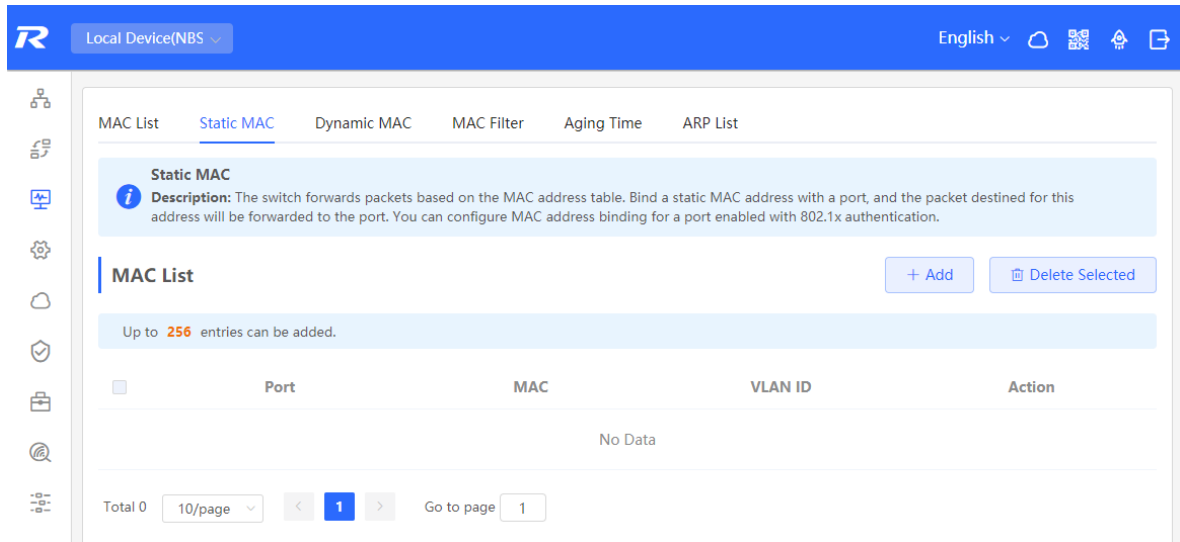 R
Local Device(NBS
English
MAC List Static MAC Dynamic MAC MAC Filter Aging Time ARP List
Static MAC
i Description: The switch forwards packets based on the MAC address table. Bind a static MAC address with a port, and the packet destined for this
address will be forwarded to the port. You can configure MAC address binding for a port enabled with 802.1x authentication.
MAC List
+ Add Delete Selected
Up to 256 entries can be added.
Port MAC VLAN ID Action
No Data
Total 0 10/page < 1 > Go to page 1